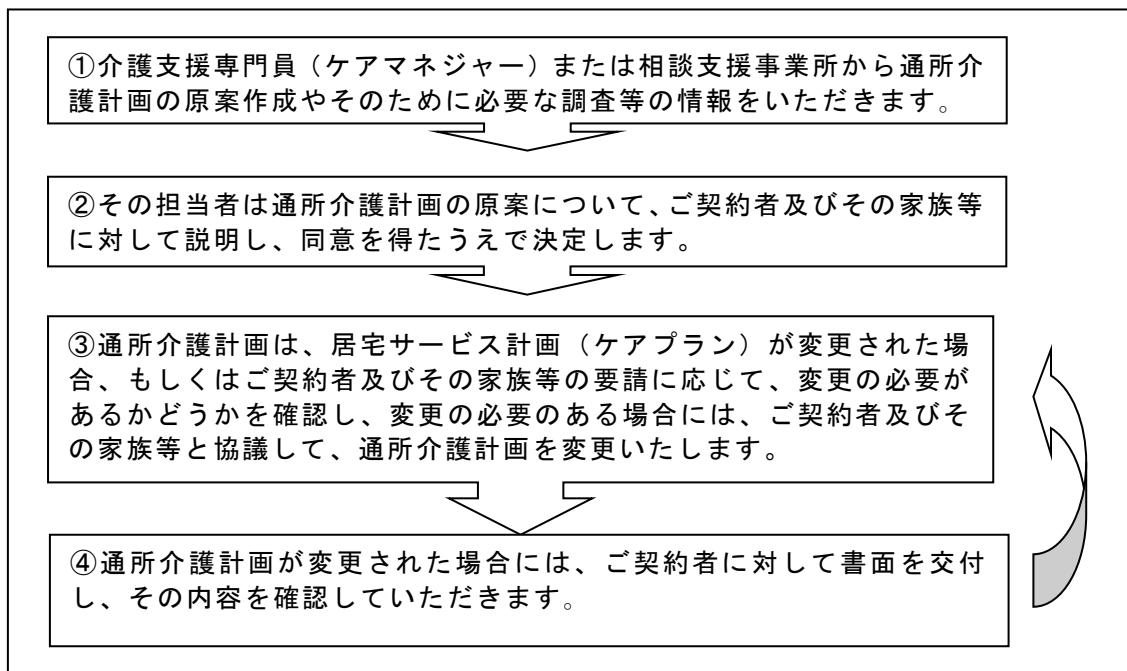 ①介護支援専門員（ケアマネジャー）または相談支援事業所から通所介
護計画の原案作成やそのために必要な調査等の情報をいただきます。
②その担当者は通所介護計画の原案について、ご契約者及びその家族等
に対して説明し、同意を得たうえで決定します。
③通所介護計画は、居宅サービス計画（ケアプラン）が変更された場
合、もしくはご契約者及びその家族等の要請に応じて、変更の必要が
あるかどうかを確認し、変更の必要のある場合には、ご契約者及びそ
の家族等と協議して、通所介護計画を変更いたします。
④通所介護計画が変更された場合には、ご契約者に対して書面を交付
し、その内容を確認していただきます。